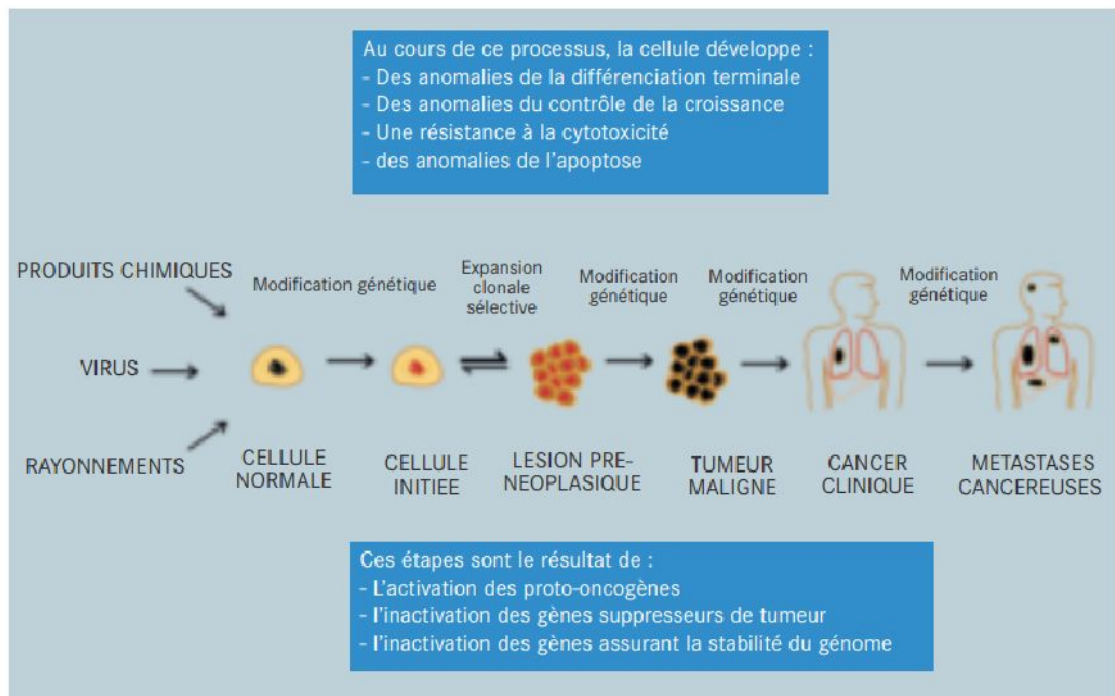 Au cours de ce processus, la cellule développe :
- Des anomalies de la différenciation terminale
- Des anomalies du contrôle de la croissance
- Une résistance à la cytotoxicité
- des anomalies de l'apoptose
PRODUITS CHIMIQUES
VIRUS
RAYONNEMENTS
Modification génétique
Expansion
clonale
sélective
Modification
génétique
Modification
génétique
Modification
génétique
CELLULE
NORMALE
CELLULE
INITIEE
LESION PRE-
NEOPLASIQUE
TUMEUR
MALIGNE
CANCER
CLINIQUE
METASTASES
CANCEREUSES
Ces étapes sont le résultat de :
- L'activation des proto-oncogènes
- l'inactivation des gènes suppresseurs de tumeur
- l'inactivation des gènes assurant la stabilité du génome